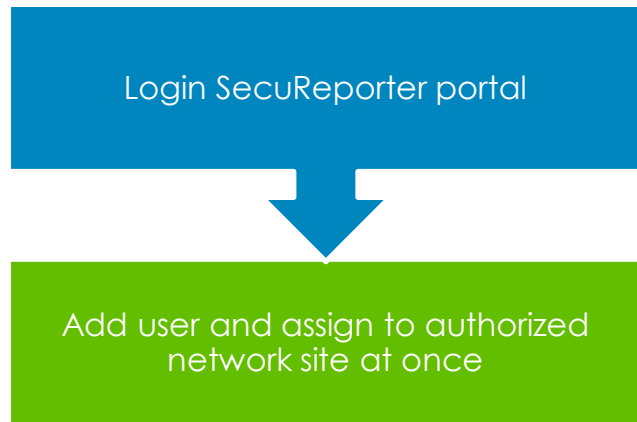 Login SecuReporter portal
Add user and assign to authorized
network site at once